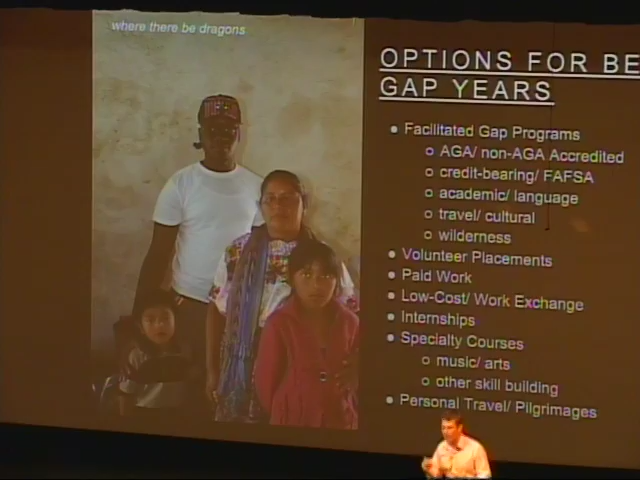 where there be dragons
OPTIONS FOR BE
GAP YEARS
• Facilitated Gap Programs
o AGA/ non-AGA Accredited
o credit-bearing/ FAFSA
o academic/ language
o travel/ cultural
o wilderness
• Volunteer Placements
• Paid Work
• Low-Cost/ Work Exchange
• Internships
• Specialty Courses
o music/ arts
o other skill building
• Personal Travel/ Pilgrimages